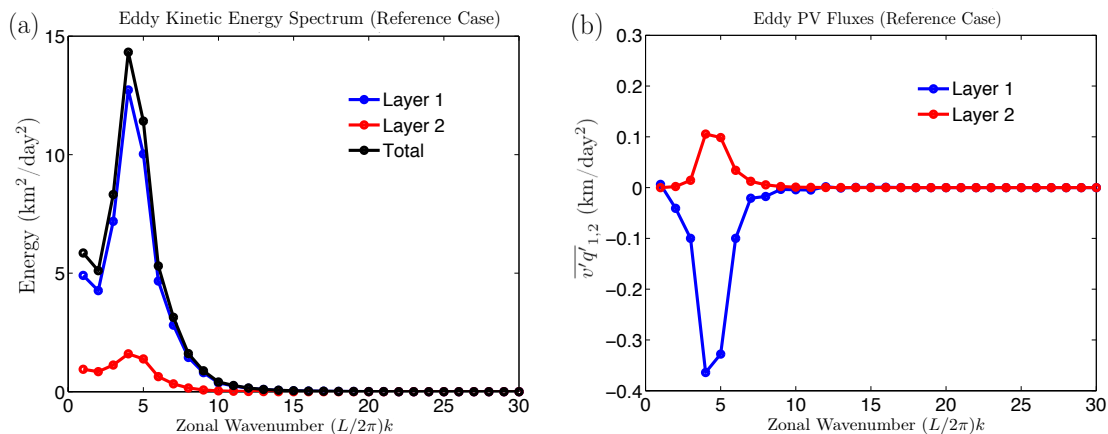 (a)
Eddy Kinetic Energy Spectrum (Reference Case)
15
10
5
0
Energy (km²/day²)
Layer 1
Layer 2
Total
0 5 10 15 20 25 30
Zonal Wavenumber (L/2π)k
(b)
Eddy PV Fluxes (Reference Case)
0.3
0.2
0.1
0
−0.1
−0.2
−0.3
−0.4
v′q′1,2 (km/day²)
Layer 1
Layer 2
0 5 10 15 20 25 30
Zonal Wavenumber (L/2π)k